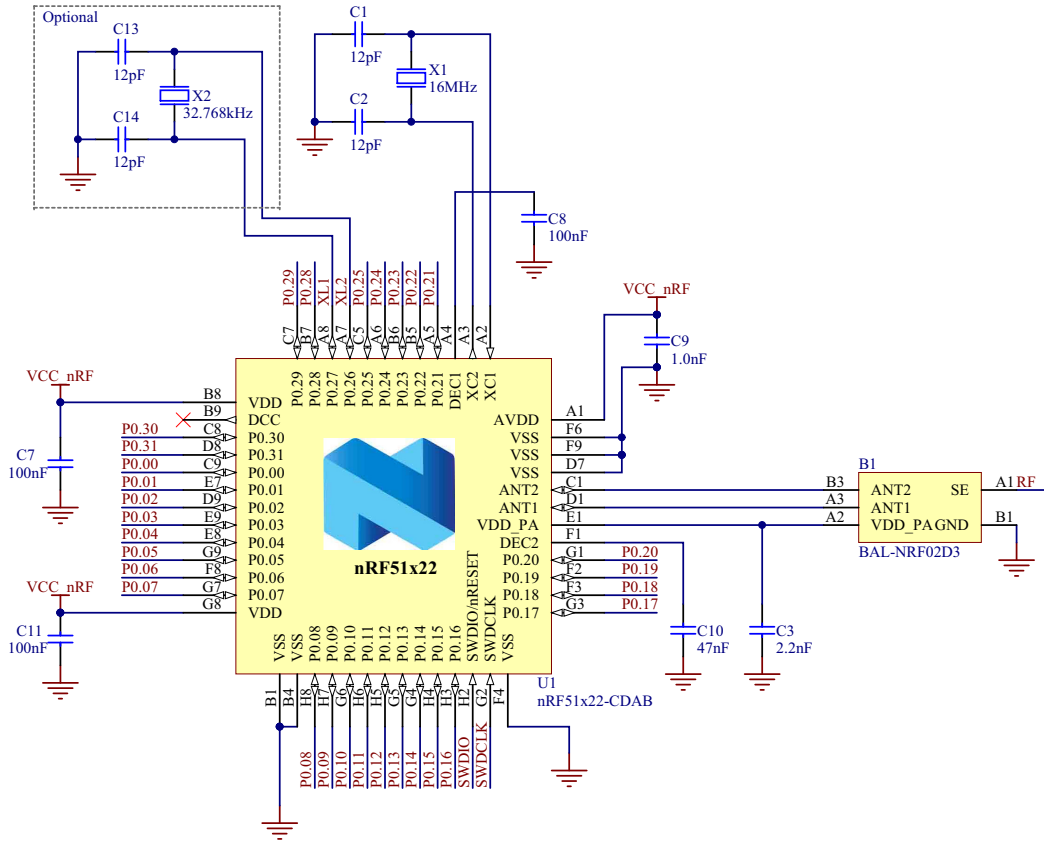 Optional
C13
12pF
X2
32.768kHz
C14
12pF
C1
12pF
X1
16MHz
C2
12pF
C8
100nF
P0.29
P0.28
XL1
XL2
P0.25
P0.24
P0.23
P0.22
P0.21
C7
B7
A8
A7
C5
A6
B6
B5
A5
A4
A3
A2
P0.29
P0.28
P0.27
P0.26
P0.25
P0.24
P0.23
P0.22
P0.21
DEC1
XC2
XC1
VCC_nRF
C9
1.0nF
VCC_nRF
C7
100nF
B8 VDD
B9 DCC
P0.30 C8 P0.30
P0.31 D8 P0.31
P0.00 C9 P0.00
P0.01 E7 P0.01
P0.02 D9 P0.02
P0.03 E9 P0.03
P0.04 E8 P0.04
P0.05 G9 P0.05
P0.06 F8 P0.06
P0.07 G7 P0.07
G8 VDD
VCC_nRF
C11
100nF
nRF51x22
AVDD A1
VSS F6
VSS F9
VSS D7
ANT2 C1
ANT1 D1
VDD_PA E1
DEC2 F1
P0.20 G1 P0.20
P0.19 F2 P0.19
P0.18 F3 P0.18
P0.17 G3 P0.17
B1
B3 ANT2 SE A1 RF
A3 ANT1
A2 VDD_PA GND B1
BAL-NRF02D3
C10
47nF
C3
2.2nF
VSS
VSS
P0.08
P0.09
P0.10
P0.11
P0.12
P0.13
P0.14
P0.15
P0.16
SWDIO/nRESET
SWDCLK
VSS
U1
nRF51x22-CDAB
B1
B4
H8
H7
G6
H6
H5
G5
G4
H4
H3
H2
G2
F4
P0.08
P0.09
P0.10
P0.11
P0.12
P0.13
P0.14
P0.15
P0.16
SWDIO
SWDCLK